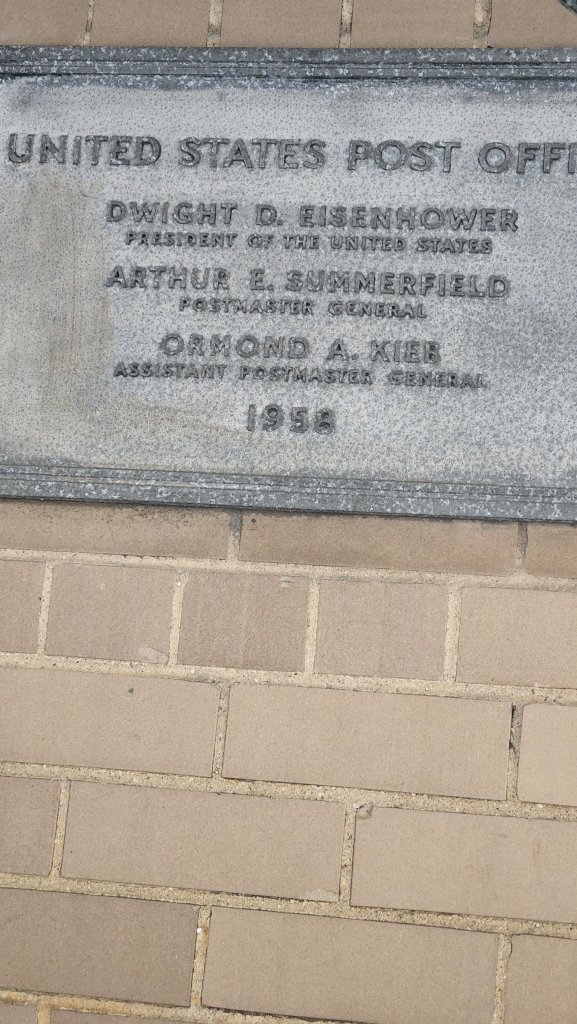 UNITED STATES POST OFFI
DWIGHT D. EISENHOWER
PRESIDENT OF THE UNITED STATES
ARTHUR E. SUMMERFIELD
POSTMASTER GENERAL
ORMOND A. KIEB
ASSISTANT POSTMASTER GENERAL
1958